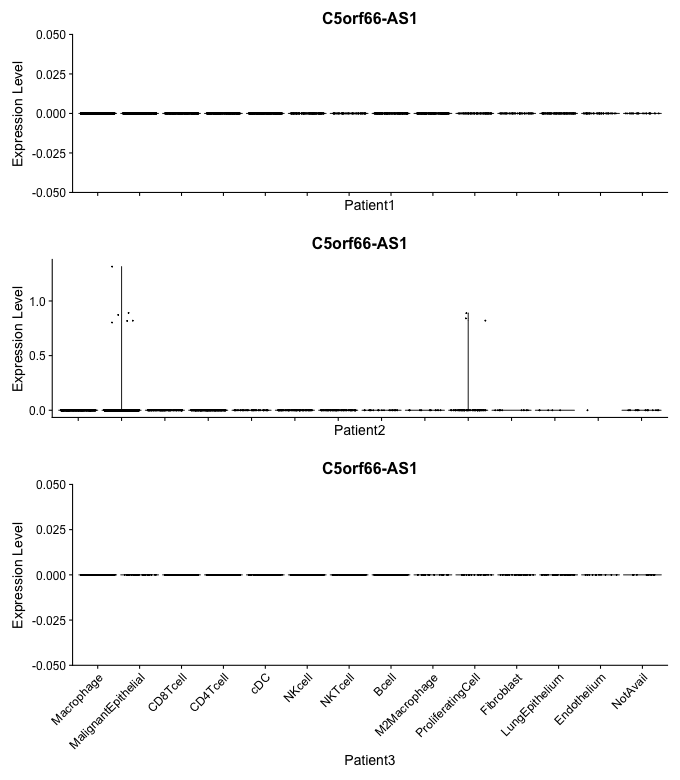 C5orf66-AS1
0.050
0.025
0.000
-0.025
-0.050
Expression Level
Patient1
C5orf66-AS1
1.0
0.5
0.0
Expression Level
Patient2
C5orf66-AS1
0.050
0.025
0.000
-0.025
-0.050
Expression Level
Macrophage
MalignantEpithelial
CD8Tcell
CD4Tcell
cDC
NKcell
NKTcell
Bcell
M2Macrophage
ProliferatingCell
Fibroblast
LungEpithelium
Endothelium
NotAvail
Patient3